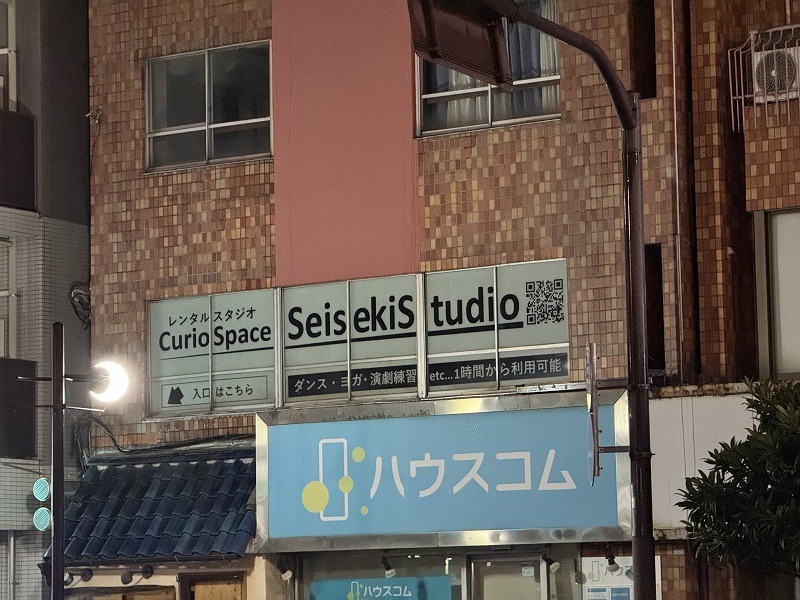 レンタルスタジオ
Curio Space
SeisekiStudio
ダンス・ヨガ・演劇練習 etc...1時間から利用可能
入口はこちら
ハウスコム
ハウスコム